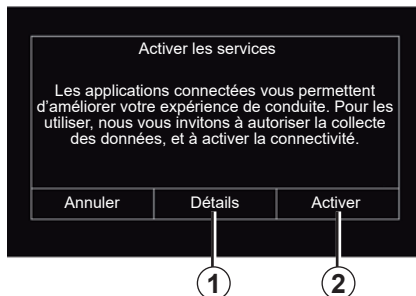 Activer les services
Les applications connectées vous permettent
d’améliorer votre expérience de conduite. Pour les
utiliser, nous vous invitons à autoriser la collecte
des données, et à activer la connectivité.
Annuler Détails Activer
1 2